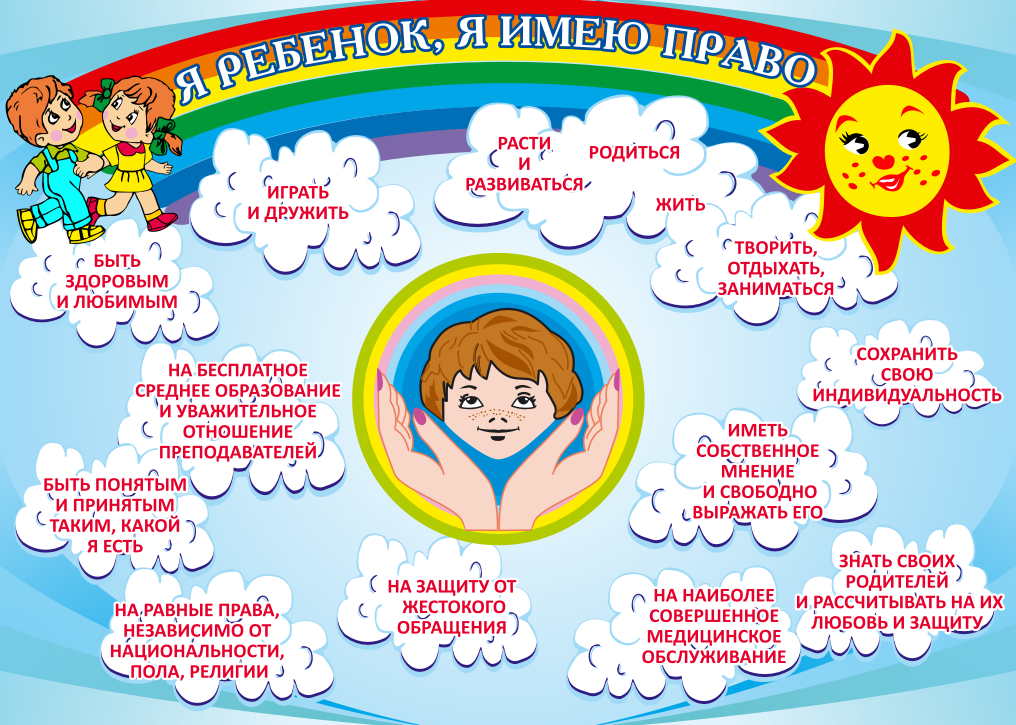 Я РЕБЕНОК, Я ИМЕЮ ПРАВО
ИГРАТЬ
И ДРУЖИТЬ
РАСТИ
И
РАЗВИВАТЬСЯ
РОДИТЬСЯ
ЖИТЬ
ТВОРИТЬ,
ОТДЫХАТЬ,
ЗАНИМАТЬСЯ
БЫТЬ
ЗДОРОВЫМ
И ЛЮБИМЫМ
СОХРАНИТЬ
СВОЮ
ИНДИВИДУАЛЬНОСТЬ
НА БЕСПЛАТНОЕ
СРЕДНЕЕ ОБРАЗОВАНИЕ
И УВАЖИТЕЛЬНОЕ
ОТНОШЕНИЕ
ПРЕПОДАВАТЕЛЕЙ
ИМЕТЬ
СОБСТВЕННОЕ
МНЕНИЕ
И СВОБОДНО
ВЫРАЖАТЬ ЕГО
БЫТЬ ПОНЯТЫМ
И ПРИНЯТЫМ
ТАКИМ, КАКОЙ
Я ЕСТЬ
ЗНАТЬ СВОИХ
РОДИТЕЛЕЙ
И РАССЧИТЫВАТЬ НА ИХ
ЛЮБОВЬ И ЗАЩИТУ
НА РАВНЫЕ ПРАВА,
НЕЗАВИСИМО ОТ
НАЦИОНАЛЬНОСТИ,
ПОЛА, РЕЛИГИИ
НА ЗАЩИТУ ОТ
ЖЕСТОКОГО
ОБРАЩЕНИЯ
НА НАИБОЛЕЕ
СОВЕРШЕННОЕ
МЕДИЦИНСКОЕ
ОБСЛУЖИВАНИЕ